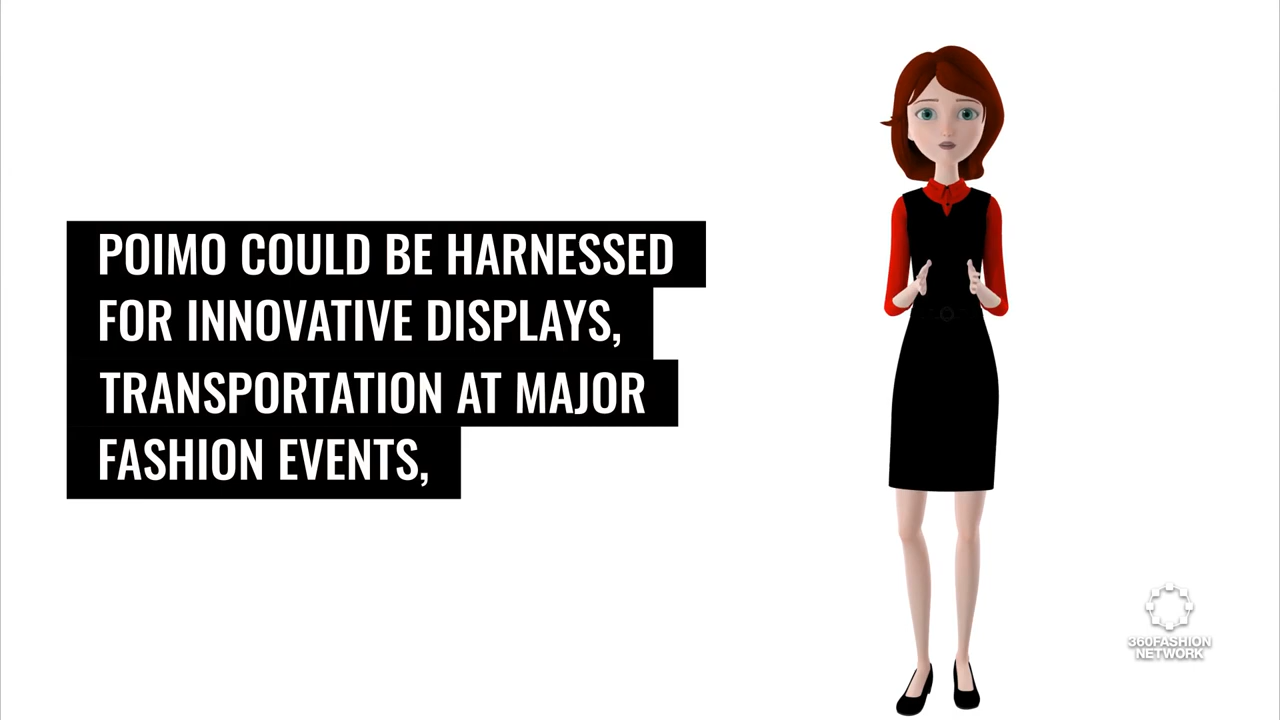 POIMO COULD BE HARNESSED
FOR INNOVATIVE DISPLAYS,
TRANSPORTATION AT MAJOR
FASHION EVENTS,
360FASHION
NETWORK